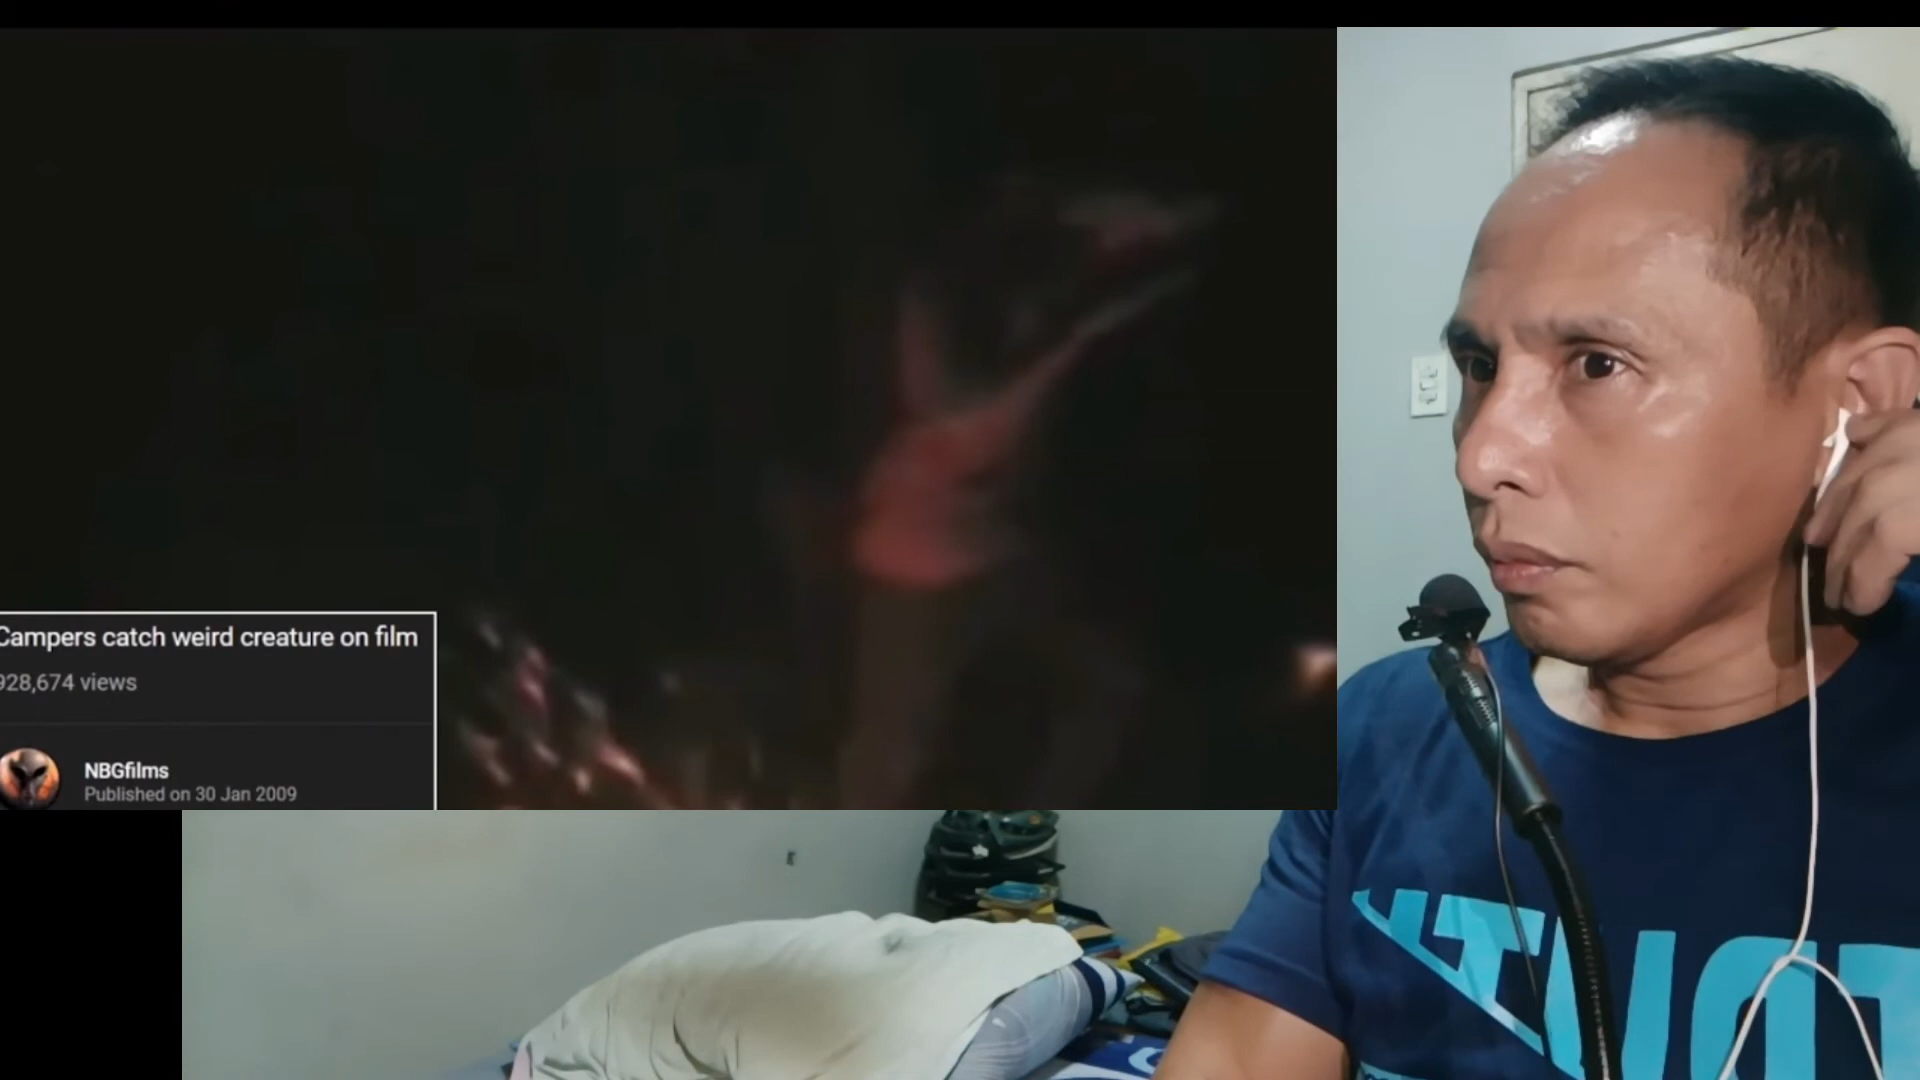 Campers catch weird creature on film
928,674 views
NBGfilms
Published on 30 Jan 2009